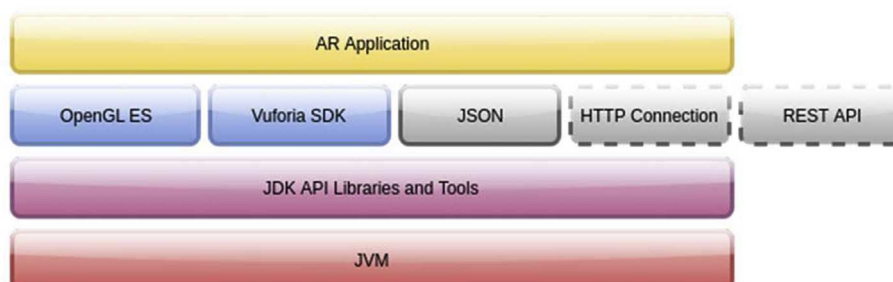 AR Application
OpenGL ES Vuforia SDK JSON HTTP Connection REST API
JDK API Libraries and Tools
JVM